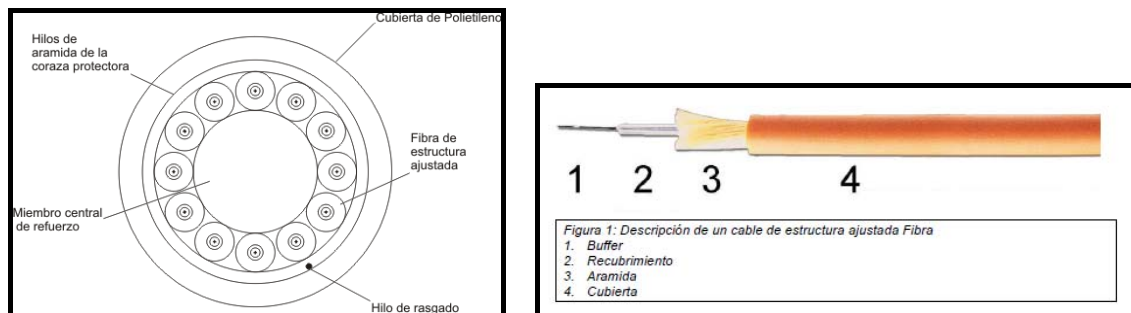 Cubierta de Polietileno
Hilos de
aramida de la
coraza protectora
Fibra de
estructura
ajustada
Miembro central
de refuerzo
Hilo de rasgado
1 2 3 4
Figura 1: Descripción de un cable de estructura ajustada Fibra
1. Buffer
2. Recubrimiento
3. Aramida
4. Cubierta